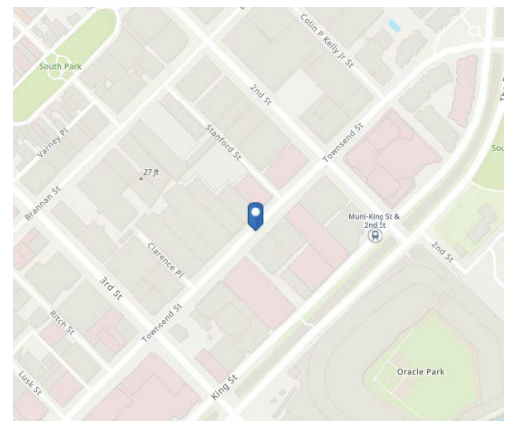 Colin P Kelly Jr St
South Park
2nd St
Varney Pl
Stanford St
Townsend St
27 ft
Brannan St
Muni-King St &
2nd St
2nd St
Clarence Pl
3rd St
Townsend St
Ritch St
Oracle Park
King St
Lusk St